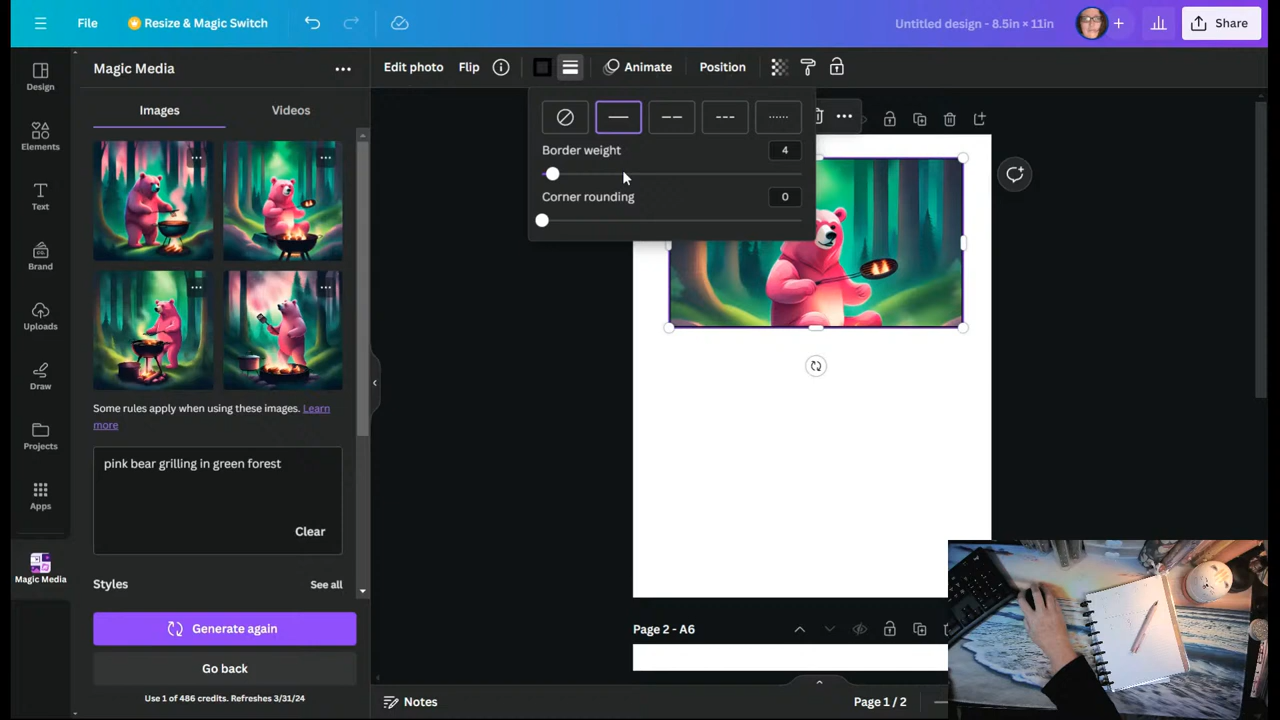 File
Resize & Magic Switch
Untitled design - 8.5in × 11in
Share
Design
Elements
Text
Brand
Uploads
Draw
Projects
Apps
Magic Media
Magic Media
Images
Videos
Some rules apply when using these images. Learn
more
pink bear grilling in green forest
Clear
Styles
See all
Generate again
Go back
Use 1 of 486 credits. Refreshes 3/31/24
Edit photo
Flip
Animate
Position
Border weight
4
Corner rounding
0
Page 2 - A6
Notes
Page 1 / 2